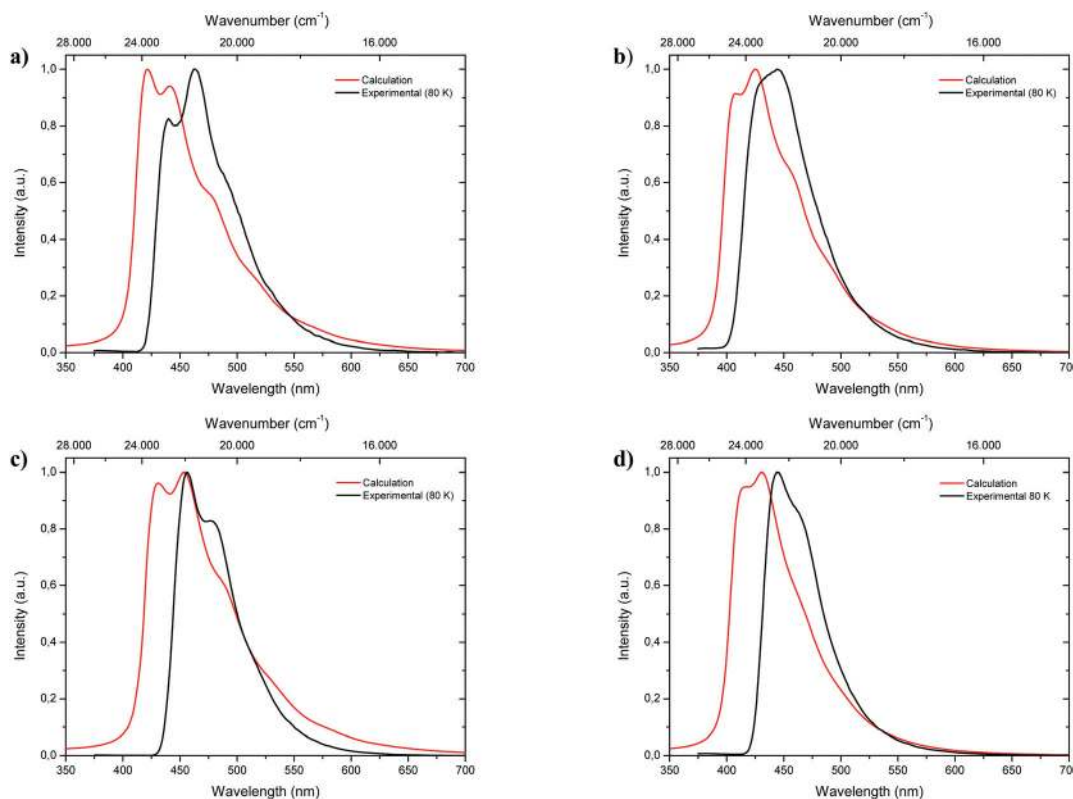 a)
Wavenumber (cm⁻¹)
28.000 24.000 20.000 16.000
1,0
0,8
0,6
0,4
0,2
0,0
Intensity (a.u.)
Calculation
Experimental (80 K)
350 400 450 500 550 600 650 700
Wavelength (nm)
b)
Wavenumber (cm⁻¹)
28.000 24.000 20.000 16.000
1,0
0,8
0,6
0,4
0,2
0,0
Intensity (a.u.)
Calculation
Experimental (80 K)
350 400 450 500 550 600 650 700
Wavelength (nm)
c)
Wavenumber (cm⁻¹)
28.000 24.000 20.000 16.000
1,0
0,8
0,6
0,4
0,2
0,0
Intensity (a.u.)
Calculation
Experimental (80 K)
350 400 450 500 550 600 650 700
Wavelength (nm)
d)
Wavenumber (cm⁻¹)
28.000 24.000 20.000 16.000
1,0
0,8
0,6
0,4
0,2
0,0
Intensity (a.u.)
Calculation
Experimental 80 K
350 400 450 500 550 600 650 700
Wavelength (nm)